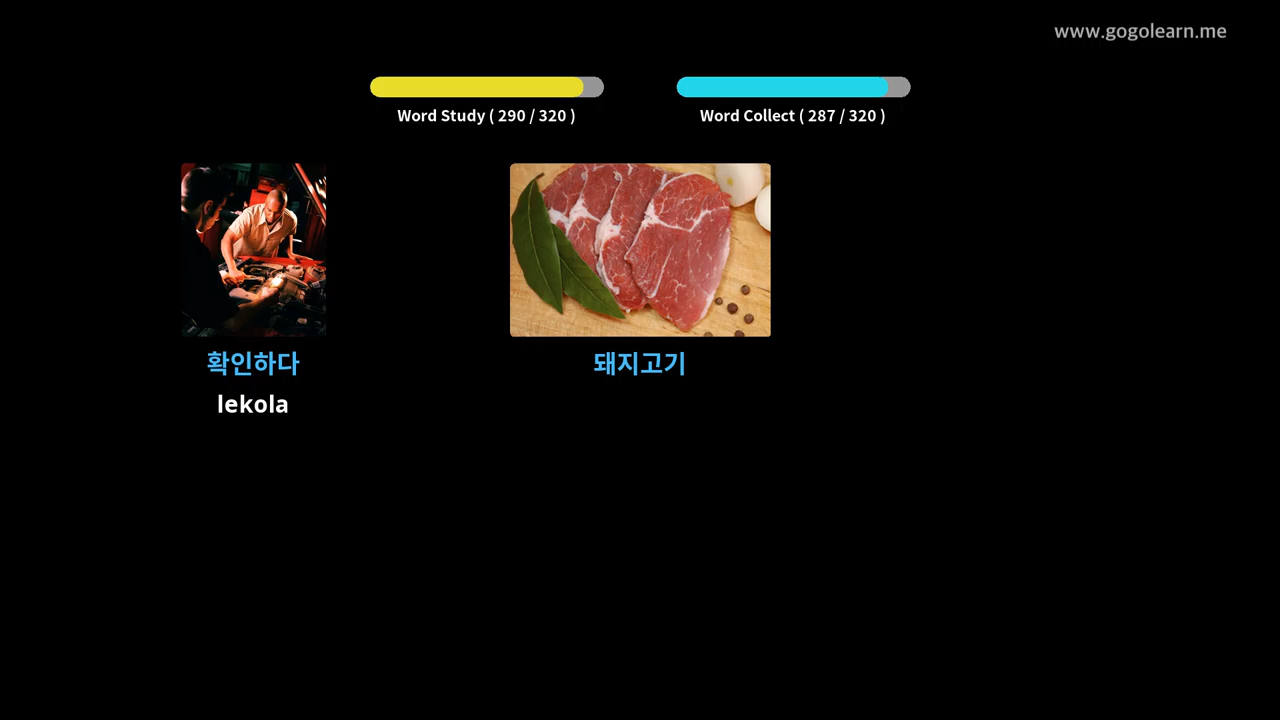 www.gogolearn.me
Word Study ( 290 / 320 )
Word Collect ( 287 / 320 )
확인하다
lekola
돼지고기